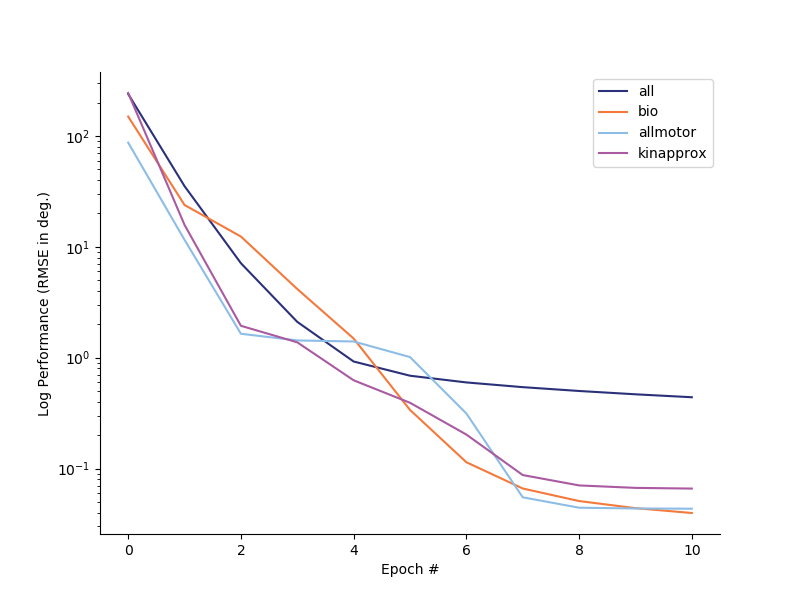 all
bio
allmotor
kinapprox
Log Performance (RMSE in deg.)
10²
10¹
10⁰
10⁻¹
0 2 4 6 8 10
Epoch #